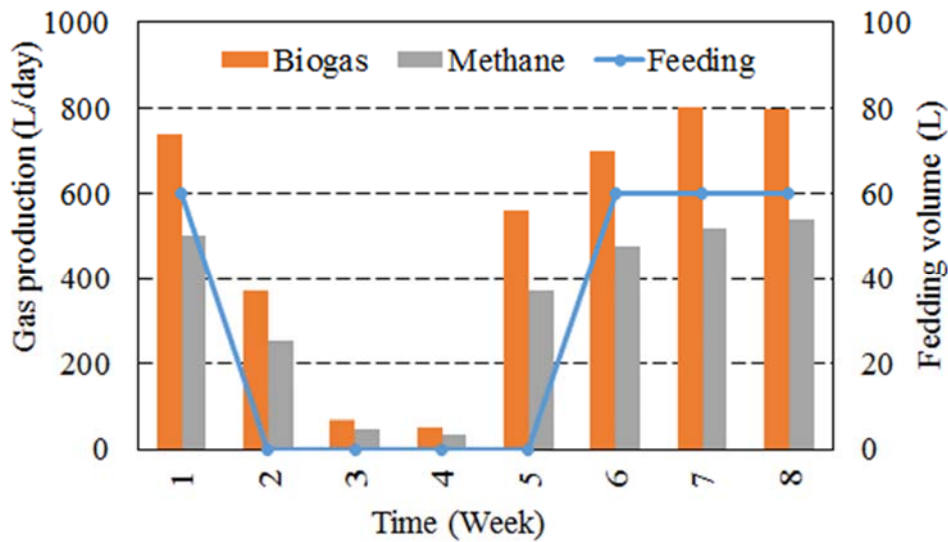 1000
800
600
400
200
0
Gas production (L/day)
Biogas Methane Feeding
100
80
60
40
20
0
Fedding volume (L)
1 2 3 4 5 6 7 8
Time (Week)